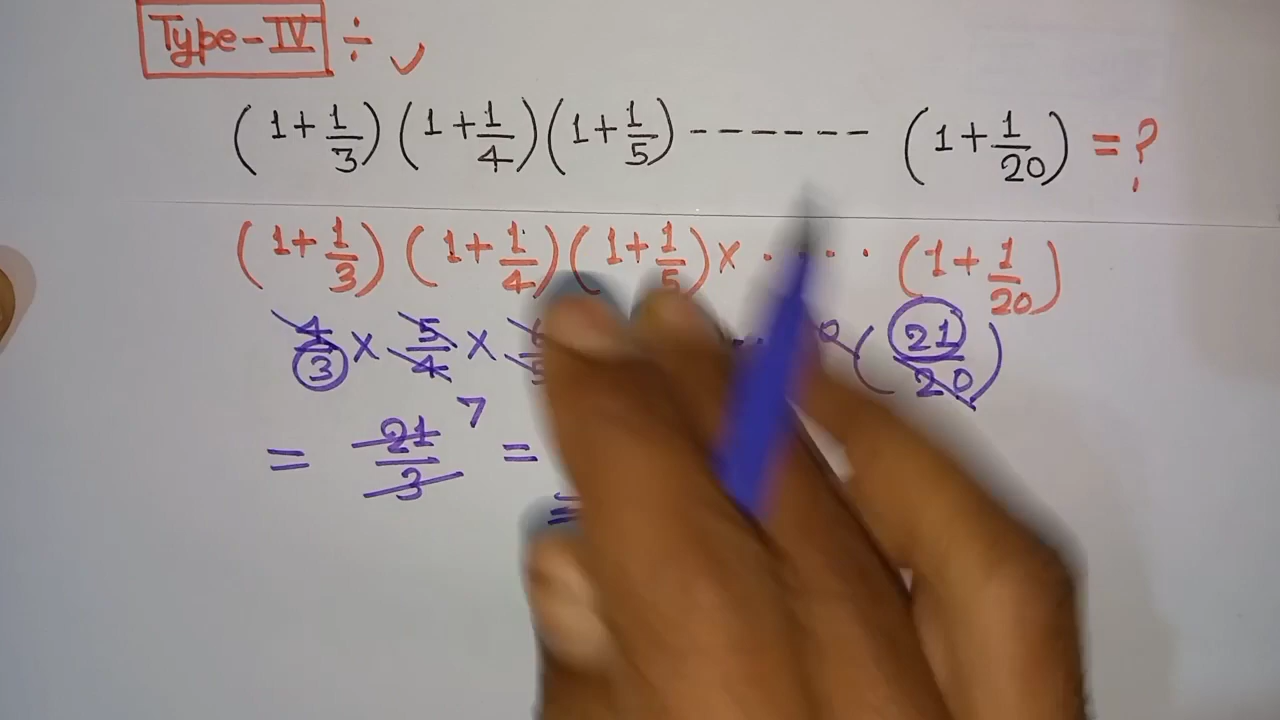 Type-IV ÷ ✓
(1+1/3) (1+1/4) (1+1/5) ------ (1+1/20) = ?
(1+1/3) (1+1/4) (1+1/5) × ···· (1+1/20)
4/3 × 5/4 × (21/20)
= 21/3 7 =